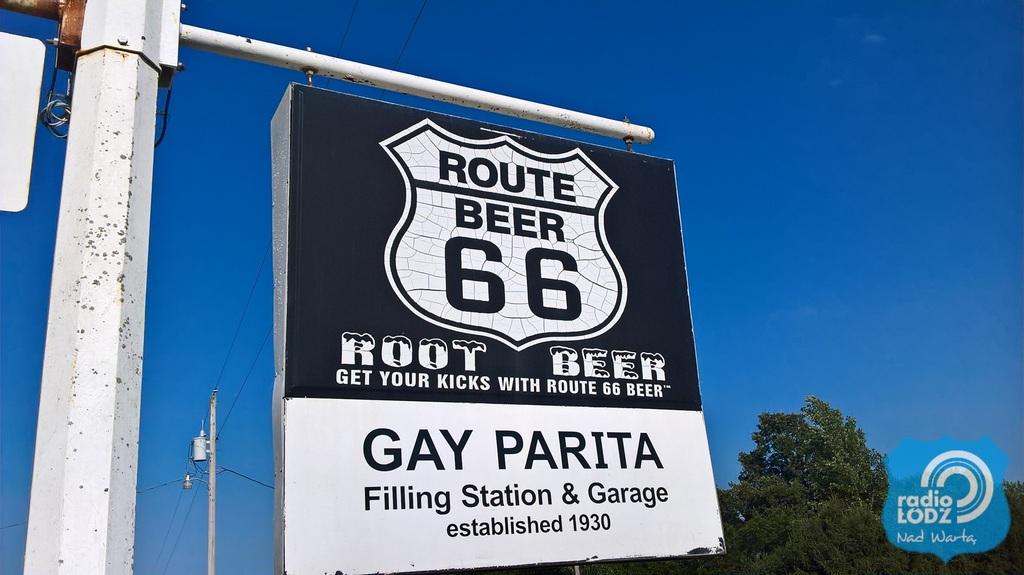 ROUTE
BEER
66
ROOT BEER
GET YOUR KICKS WITH ROUTE 66 BEER™
GAY PARITA
Filling Station & Garage
established 1930
radio
ŁÓDŹ
Nad Wartą